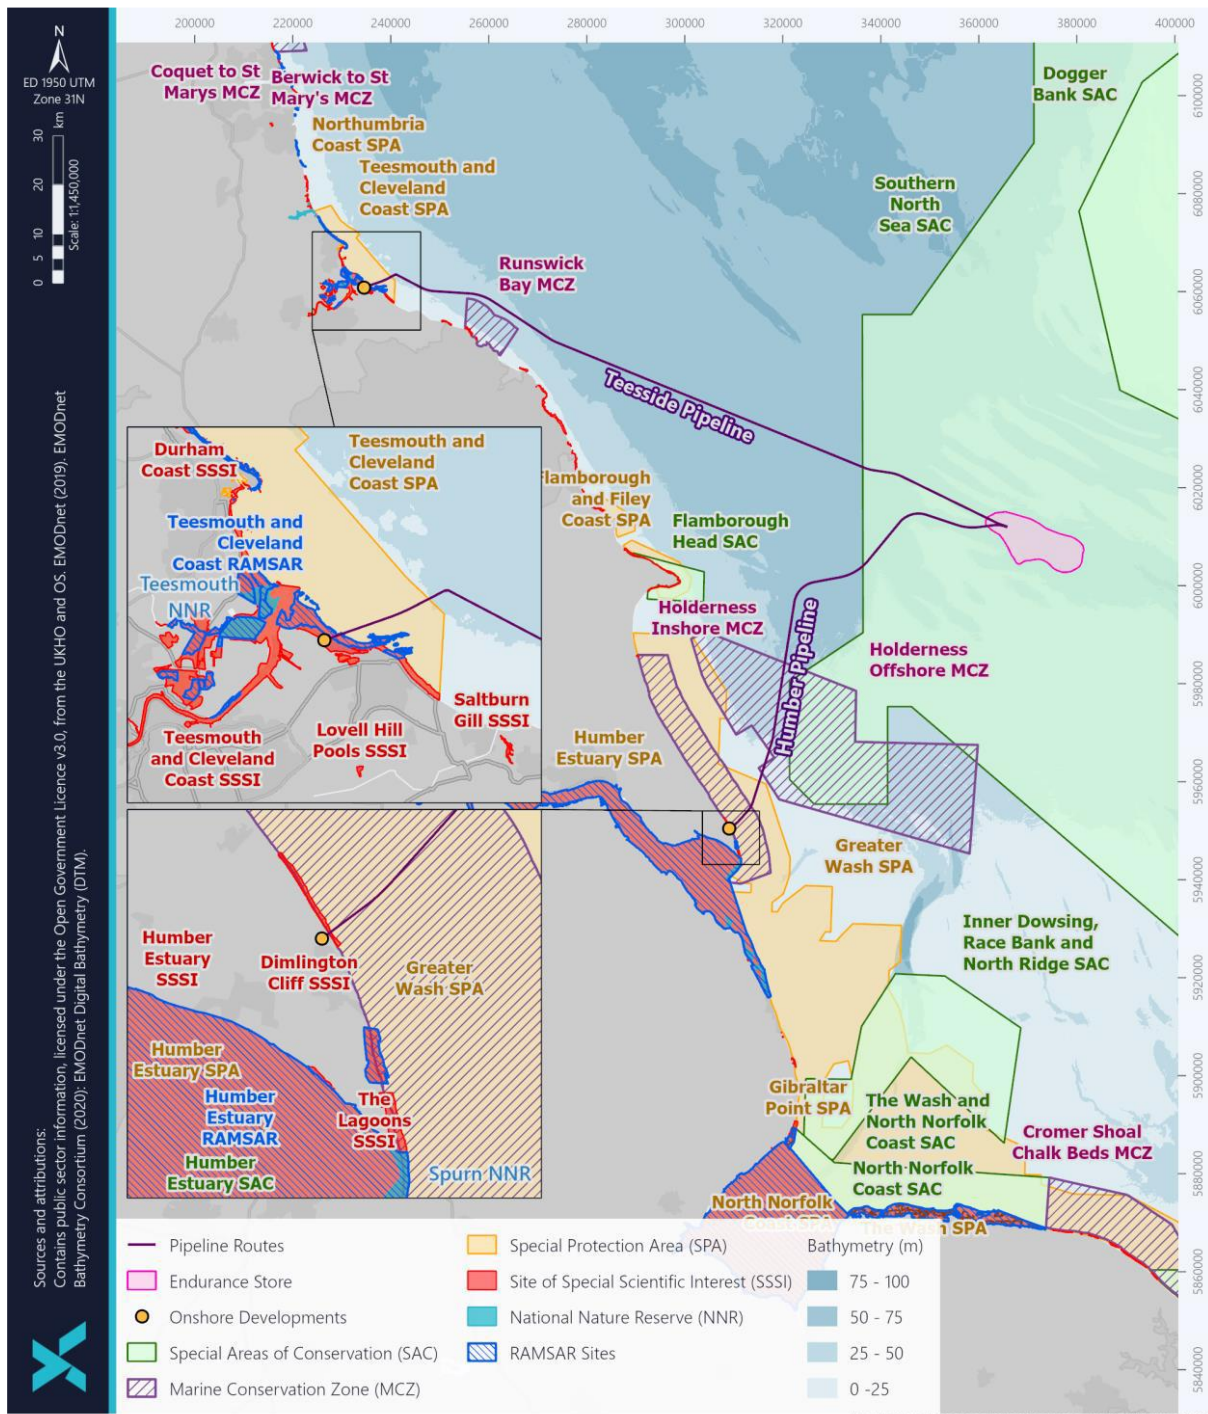 200000 220000 240000 260000 280000 300000 320000 340000 360000 380000 400000
N
ED 1950 UTM
Zone 31N
0 5 10 20 30 km
Scale: 1:1,450,000
Sources and attributions:
Contains public sector information, licensed under the Open Government Licence v3.0, from the UKHO and OS. EMODnet (2019). EMODnet
Bathymetry Consortium (2020): EMODnet Digital Bathymetry (DTM).
6100000
6080000
6060000
6040000
6020000
6000000
5980000
5960000
5940000
5920000
5900000
5880000
5860000
5840000
Coquet to St
Marys MCZ
Berwick to St
Mary's MCZ
Northumbria
Coast SPA
Teesmouth and
Cleveland
Coast SPA
Dogger
Bank SAC
Southern
North
Sea SAC
Runswick
Bay MCZ
Teesside Pipeline
Flamborough
and Filey
Coast SPA
Flamborough
Head SAC
Holderness
Inshore MCZ
Humber Pipeline
Holderness
Offshore MCZ
Humber
Estuary SPA
Greater
Wash SPA
Inner Dowsing,
Race Bank and
North Ridge SAC
Gibraltar
Point SPA
The Wash and
North Norfolk
Coast SAC
Cromer Shoal
Chalk Beds MCZ
North Norfolk
Coast SAC
North Norfolk
Coast SPA
The Wash SPA
Durham
Coast SSSI
Teesmouth and
Cleveland
Coast SPA
Teesmouth and
Cleveland
Coast RAMSAR
Teesmouth
NNR
Teesmouth
and Cleveland
Coast SSSI
Lovell Hill
Pools SSSI
Saltburn
Gill SSSI
Humber
Estuary
SSSI
Dimlington
Cliff SSSI
Greater
Wash SPA
Humber
Estuary SPA
Humber
Estuary
RAMSAR
Humber
Estuary SAC
The
Lagoons
SSSI
Spurn NNR
Pipeline Routes
Endurance Store
Onshore Developments
Special Areas of Conservation (SAC)
Marine Conservation Zone (MCZ)
Special Protection Area (SPA)
Site of Special Scientific Interest (SSSI)
National Nature Reserve (NNR)
RAMSAR Sites
Bathymetry (m)
75 - 100
50 - 75
25 - 50
0 -25